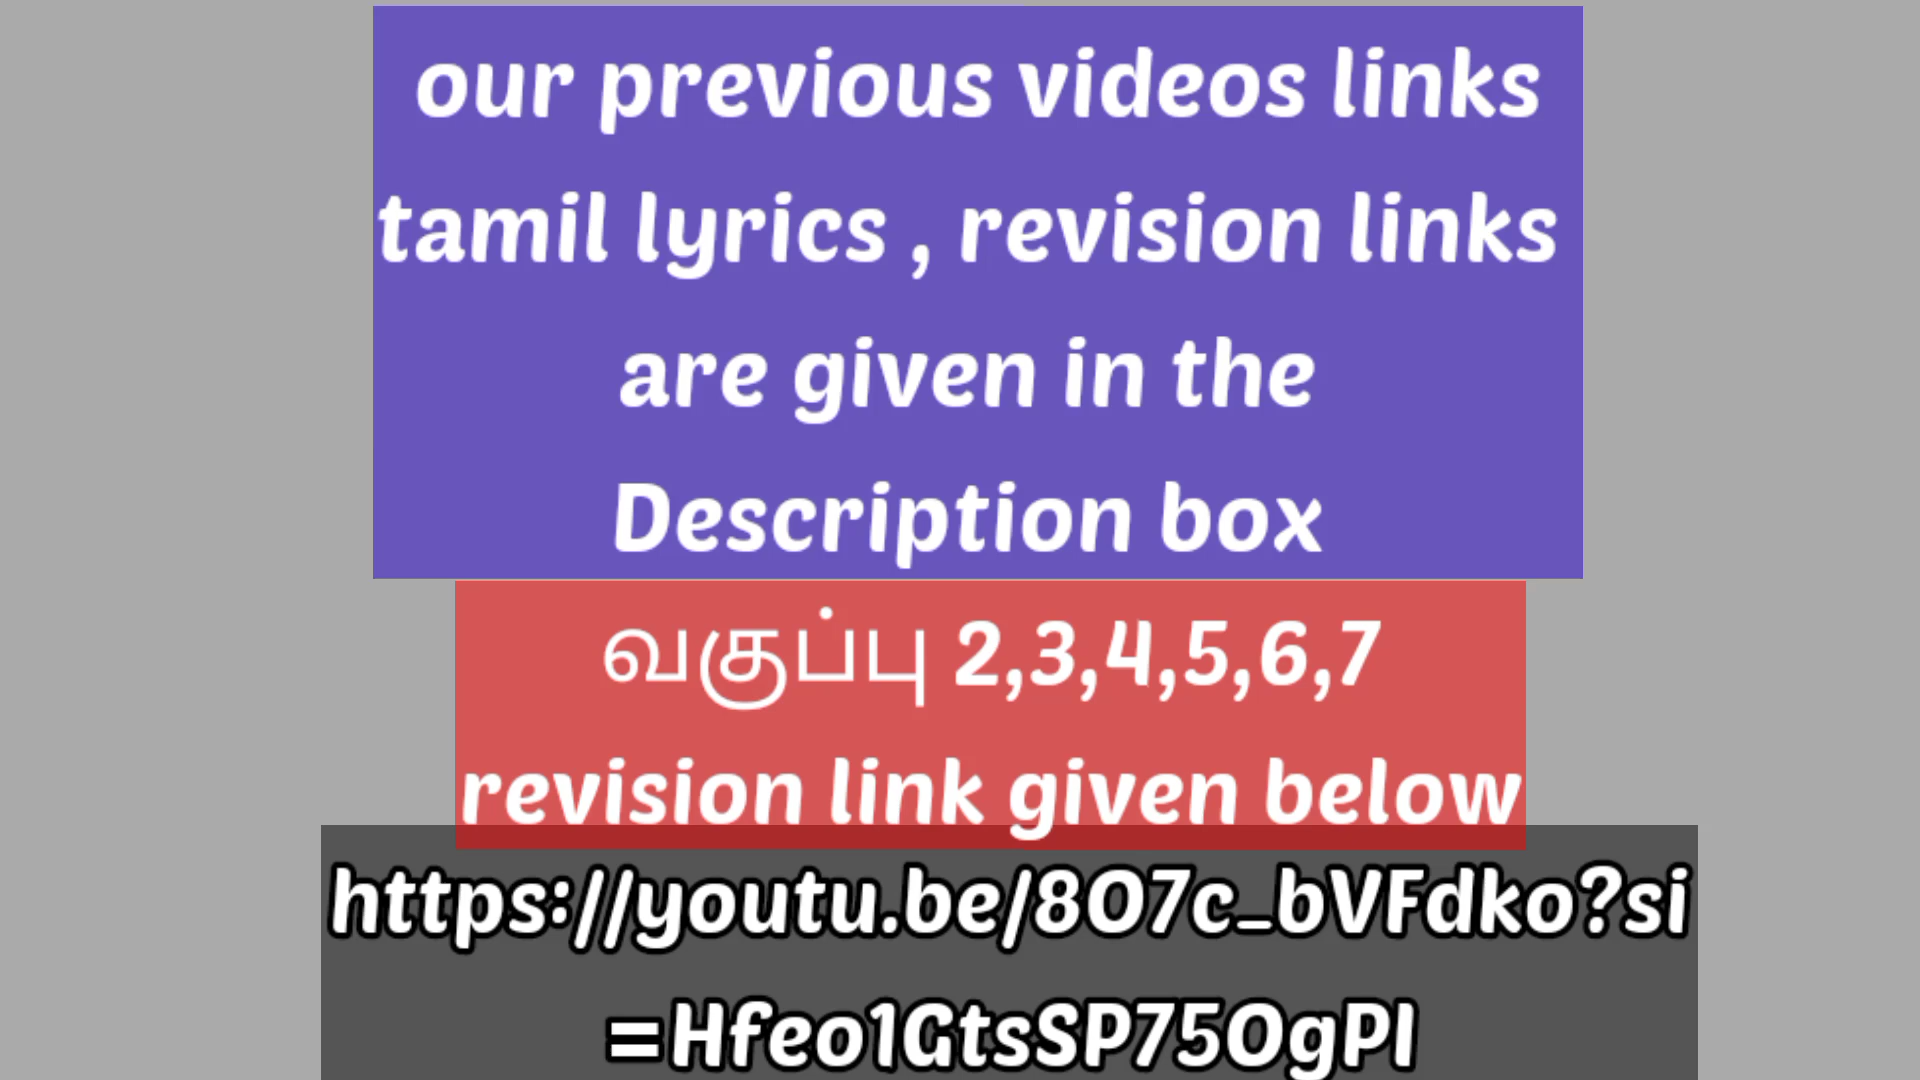 our previous videos links
tamil lyrics , revision links
are given in the
Description box
வகுப்பு 2,3,4,5,6,7
revision link given below
https://youtu.be/8O7c_bVFdko?si
=Hfeo1GtsSP75OgPI